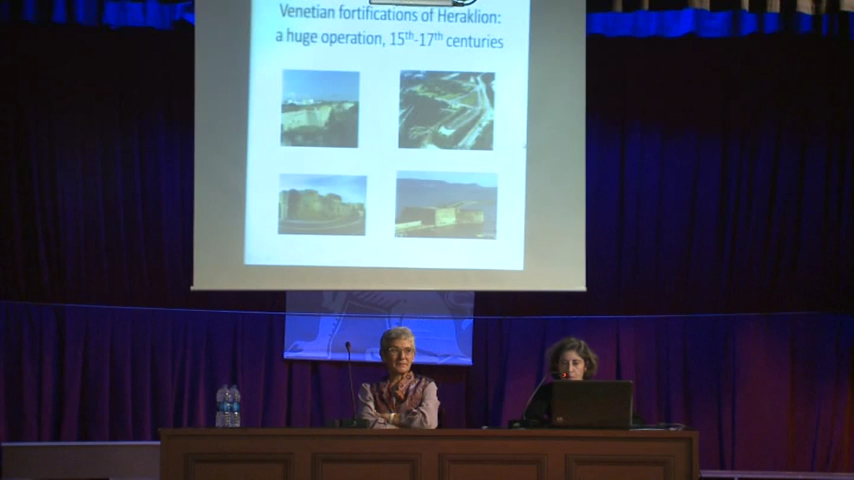 Venetian fortifications of Heraklion:
a huge operation, 15th-17th centuries